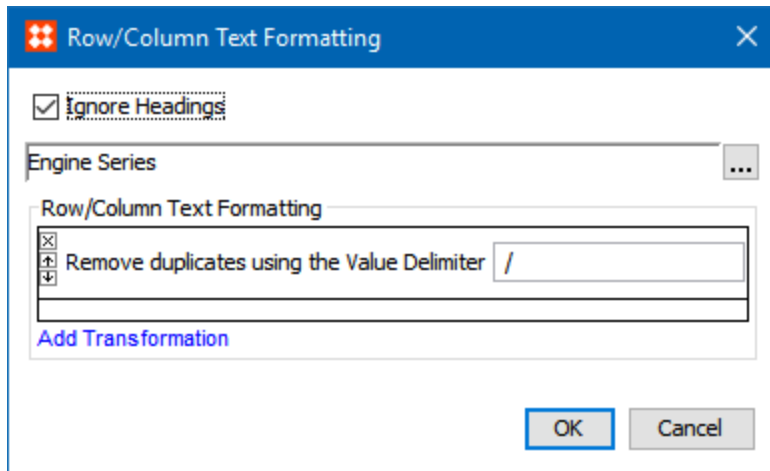 Row/Column Text Formatting
Ignore Headings
Engine Series
...
Row/Column Text Formatting
Remove duplicates using the Value Delimiter /
Add Transformation
OK Cancel